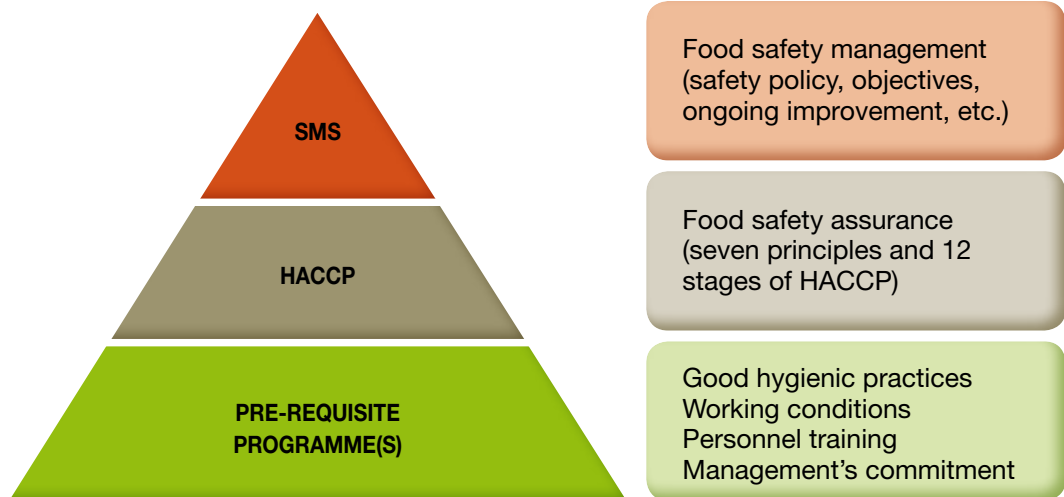 SMS
Food safety management
(safety policy, objectives,
ongoing improvement, etc.)
HACCP
Food safety assurance
(seven principles and 12
stages of HACCP)
PRE-REQUISITE
PROGRAMME(S)
Good hygienic practices
Working conditions
Personnel training
Management’s commitment